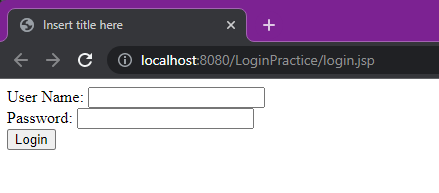 Insert title here
localhost:8080/LoginPractice/login.jsp
User Name:
Password:
Login